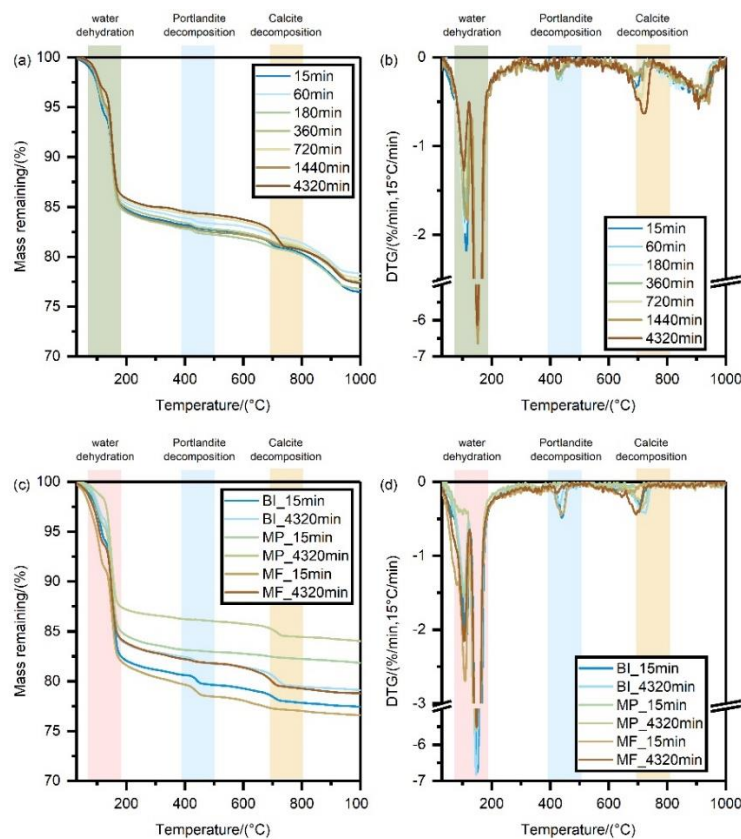 water
dehydration
Portlandite
decomposition
Calcite
decomposition
(a)
15min
60min
180min
360min
720min
1440min
4320min
100
95
90
85
80
75
70
Mass remaining/(%)
200 400 600 800 1000
Temperature/(°C)
water
dehydration
Portlandite
decomposition
Calcite
decomposition
(b)
15min
60min
180min
360min
720min
1440min
4320min
0
-1
-2
-6
-7
DTG/(%/min,15°C/min)
200 400 600 800 1000
Temperature/(°C)
water
dehydration
Portlandite
decomposition
Calcite
decomposition
(c)
BI_15min
BI_4320min
MP_15min
MP_4320min
MF_15min
MF_4320min
100
95
90
85
80
75
70
Mass remaining/(%)
200 400 600 800 1000
Temperature/(°C)
water
dehydration
Portlandite
decomposition
Calcite
decomposition
(d)
BI_15min
BI_4320min
MP_15min
MP_4320min
MF_15min
MF_4320min
0
-1
-2
-3
-6
-7
DTG/(%/min,15°C/min)
200 400 600 800 1000
Temperature/(°C)